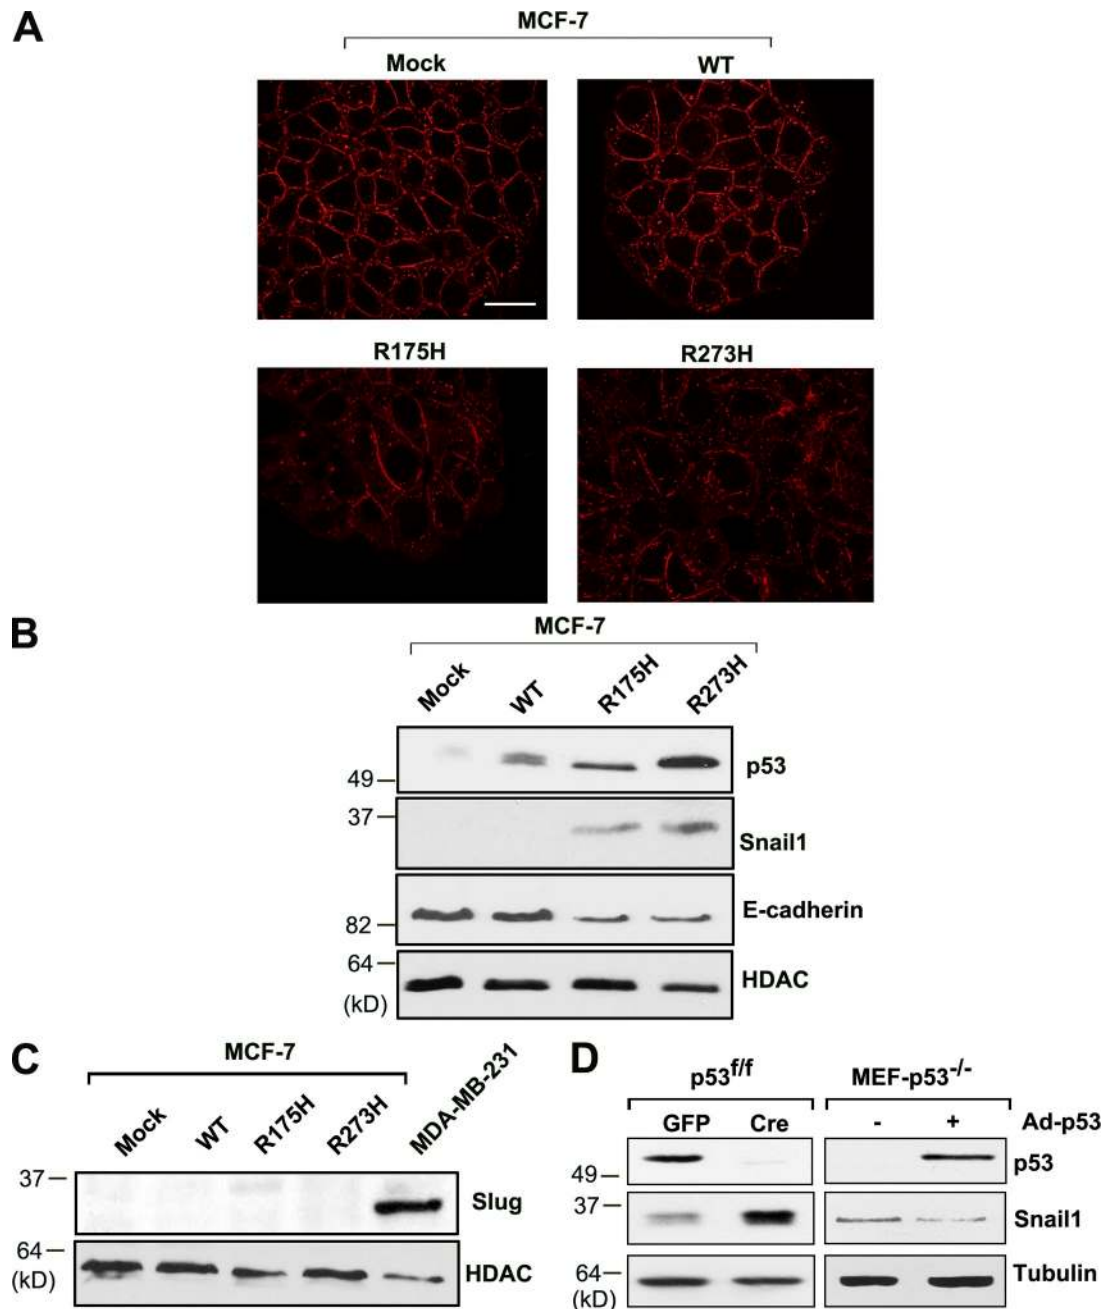 A
MCF-7
Mock WT
R175H R273H
B
MCF-7
Mock WT R175H R273H
49 p53
37 Snail1
82 E-cadherin
64 HDAC
(kD)
C
MCF-7
Mock WT R175H R273H MDA-MB-231
37 Slug
64 HDAC
(kD)
D
p53f/f MEF-p53-/-
GFP Cre - + Ad-p53
49 p53
37 Snail1
64 Tubulin
(kD)